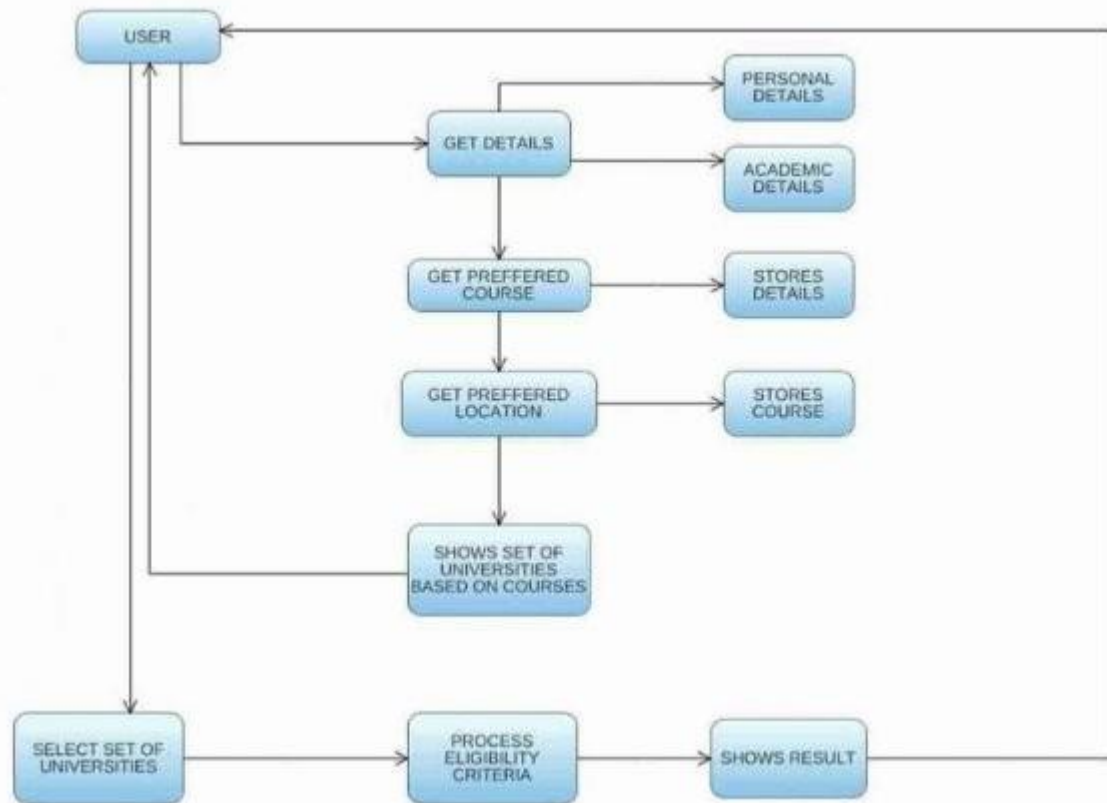 USER
PERSONAL
DETAILS
GET DETAILS
ACADEMIC
DETAILS
GET PREFFERED
COURSE
STORES
DETAILS
GET PREFFERED
LOCATION
STORES
COURSE
SHOWS SET OF
UNIVERSITIES
BASED ON COURSES
SELECT SET OF
UNIVERSITIES
PROCESS
ELIGIBILITY
CRITERIA
SHOWS RESULT